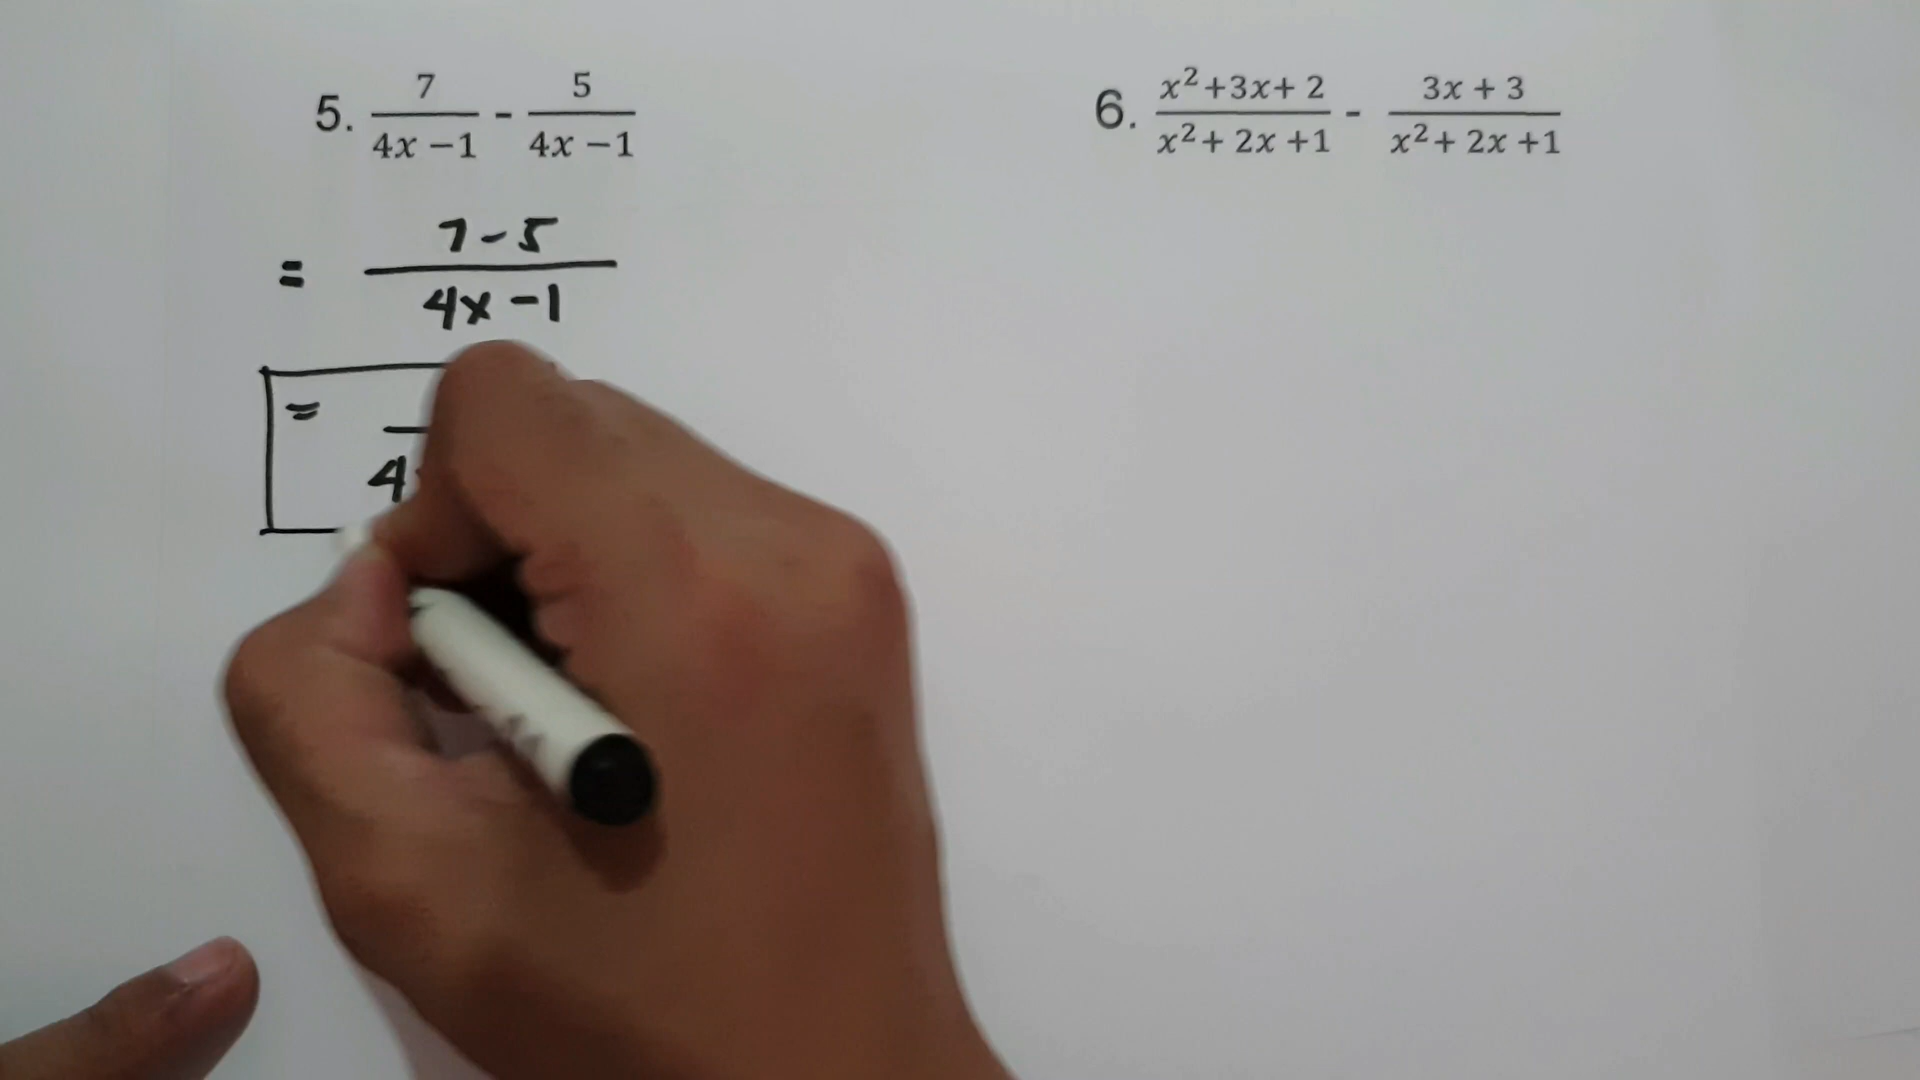 5. 7/(4x −1) - 5/(4x −1)
= (7-5)/(4x-1)
=
4
6. (x²+3x+ 2)/(x²+ 2x +1) - (3x + 3)/(x²+ 2x +1)